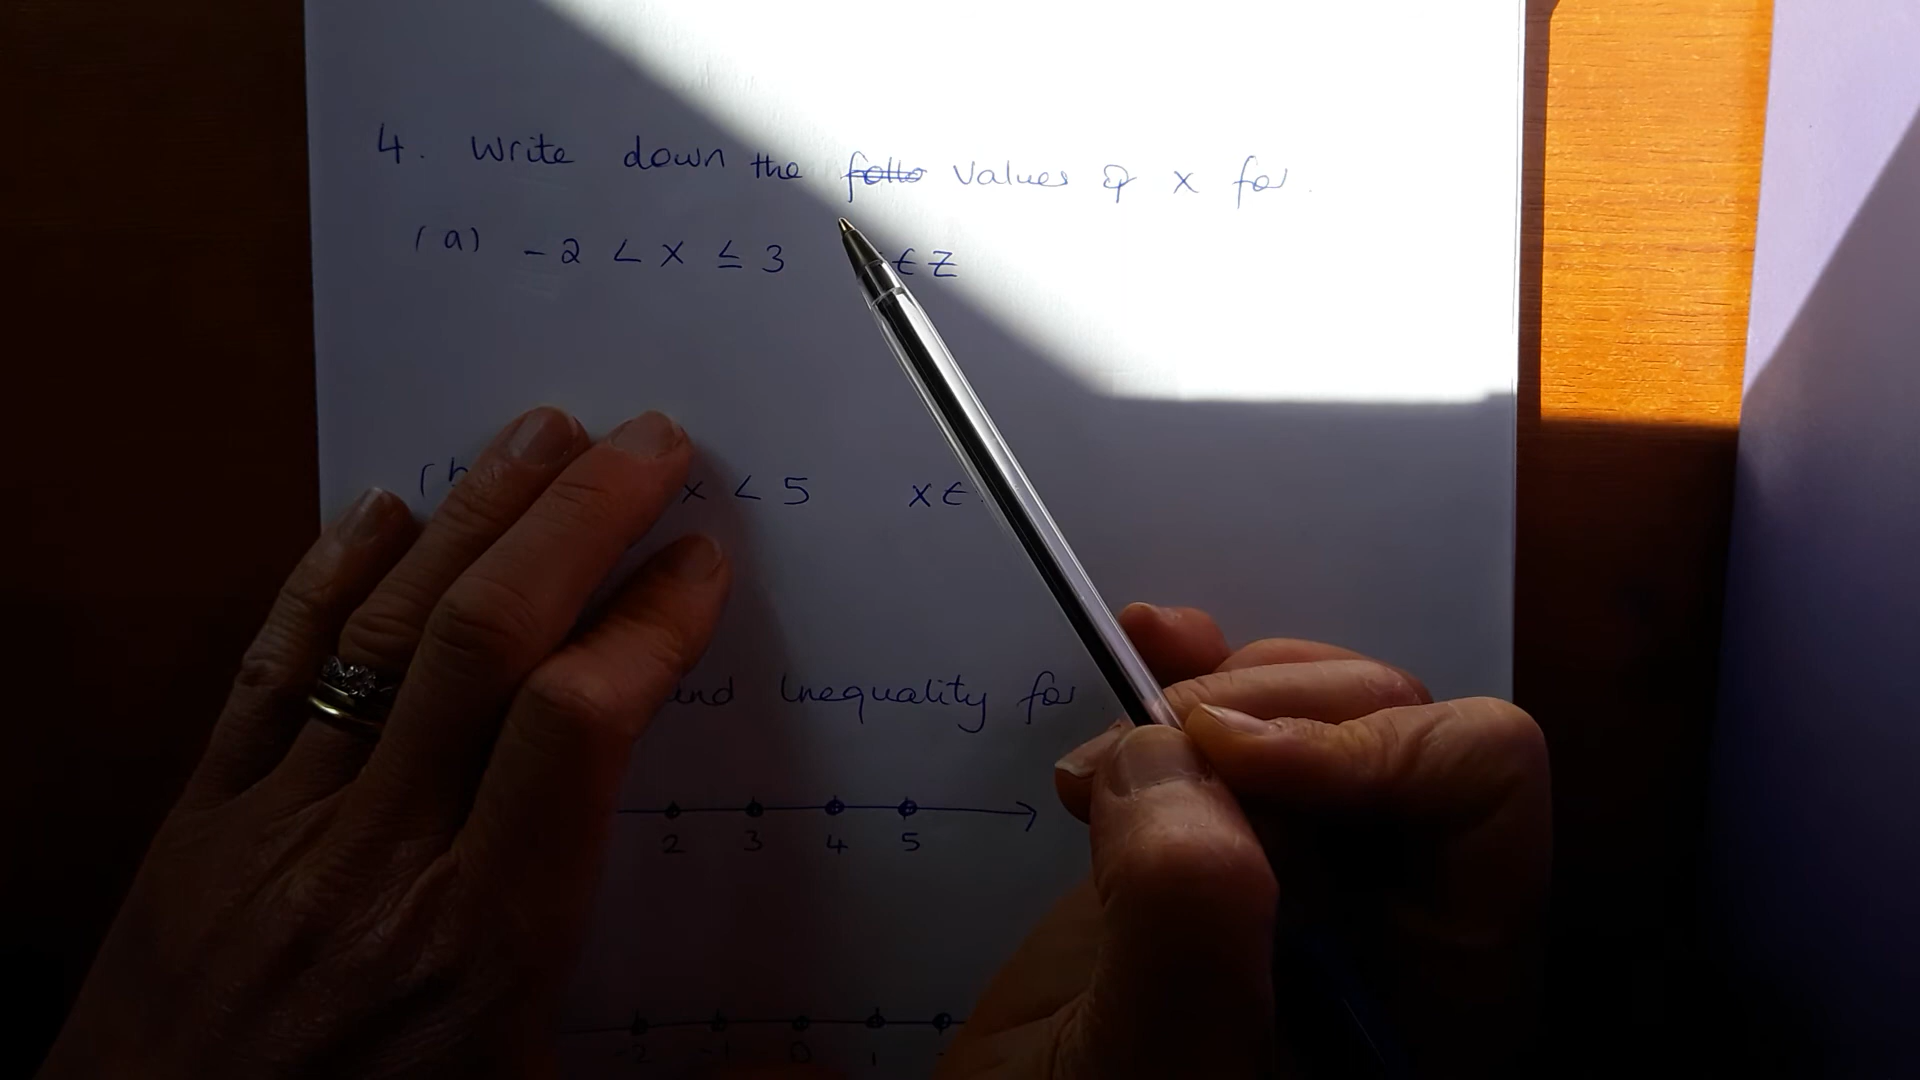 4. Write down the follo values of x for
(a) -2 < x ≤ 3 ∈ Z
x < 5 x ∈
Inequality for
2 3 4 5
-2 -1 0 1